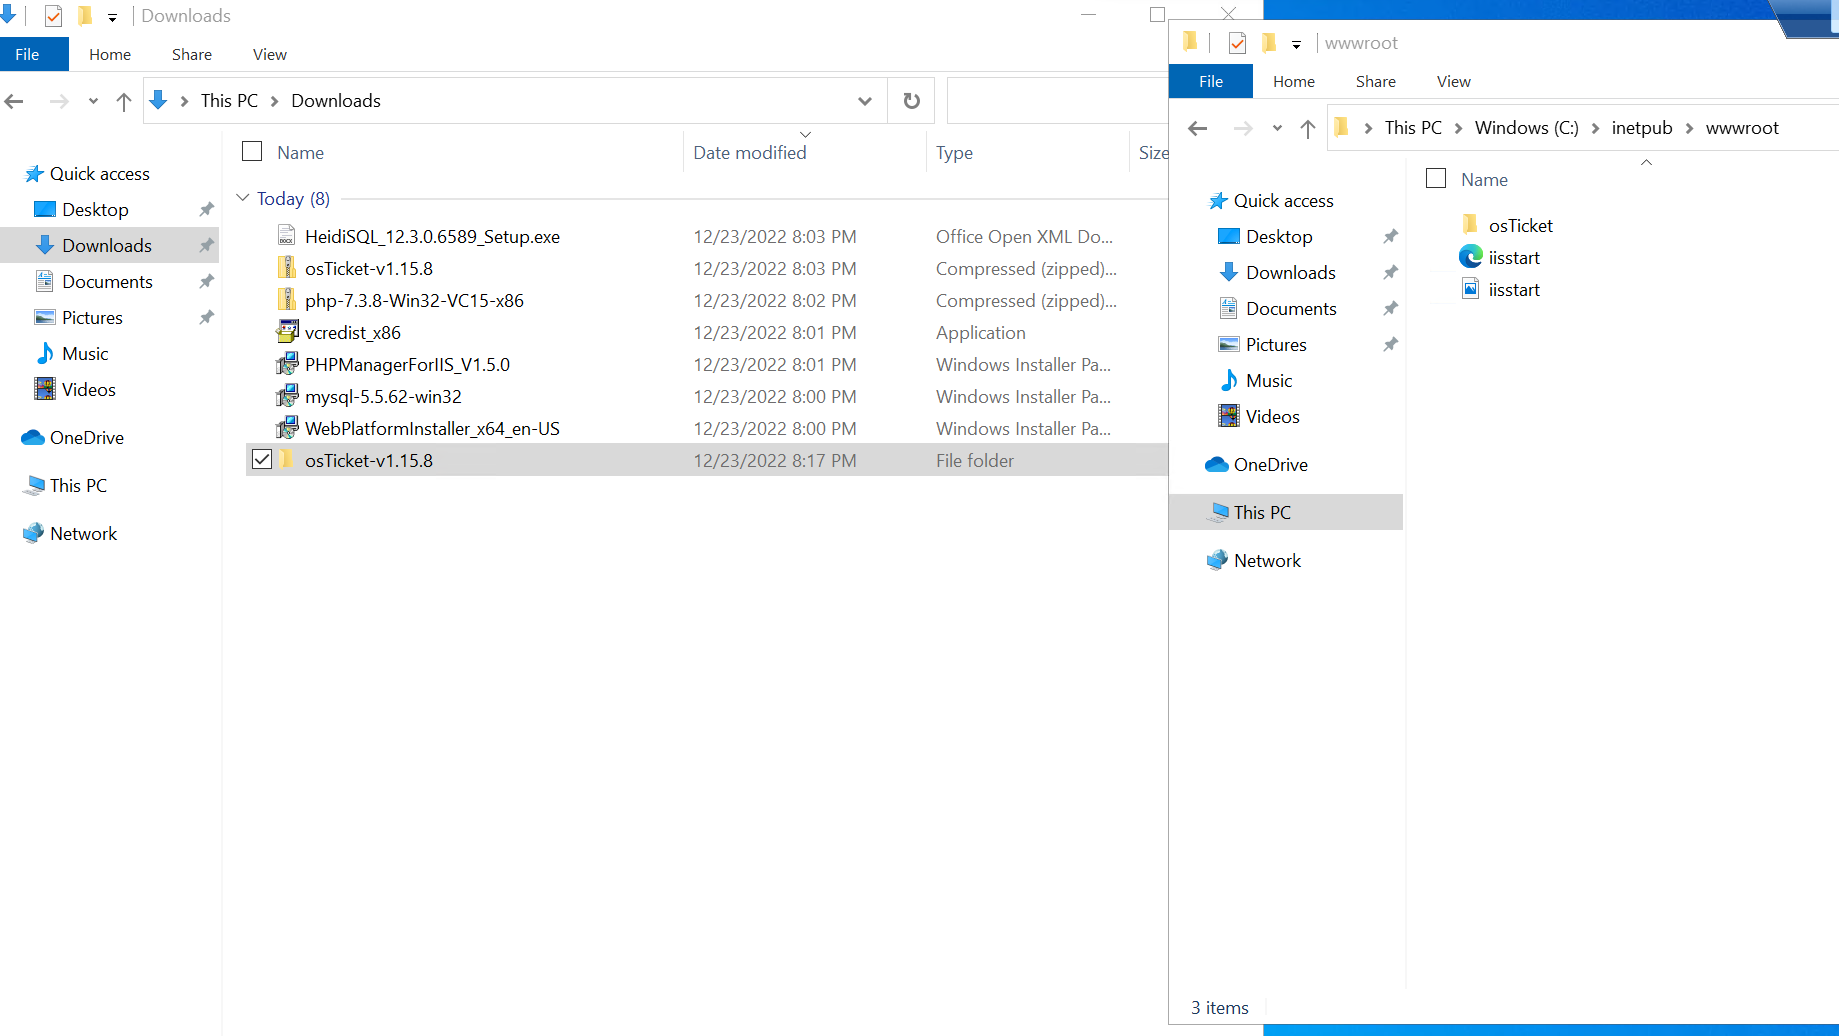 Downloads
File Home Share View
This PC Downloads
Quick access
Desktop
Downloads
Documents
Pictures
Music
Videos
OneDrive
This PC
Network
Name Date modified Type Size
Today (8)
HeidiSQL_12.3.0.6589_Setup.exe 12/23/2022 8:03 PM Office Open XML Do...
osTicket-v1.15.8 12/23/2022 8:03 PM Compressed (zipped)...
php-7.3.8-Win32-VC15-x86 12/23/2022 8:02 PM Compressed (zipped)...
vcredist_x86 12/23/2022 8:01 PM Application
PHPManagerForIIS_V1.5.0 12/23/2022 8:01 PM Windows Installer Pa...
mysql-5.5.62-win32 12/23/2022 8:00 PM Windows Installer Pa...
WebPlatformInstaller_x64_en-US 12/23/2022 8:00 PM Windows Installer Pa...
osTicket-v1.15.8 12/23/2022 8:17 PM File folder
wwwroot
File Home Share View
This PC Windows (C:) inetpub wwwroot
Quick access
Desktop
Downloads
Documents
Pictures
Music
Videos
OneDrive
This PC
Network
Name
osTicket
iisstart
iisstart
3 items